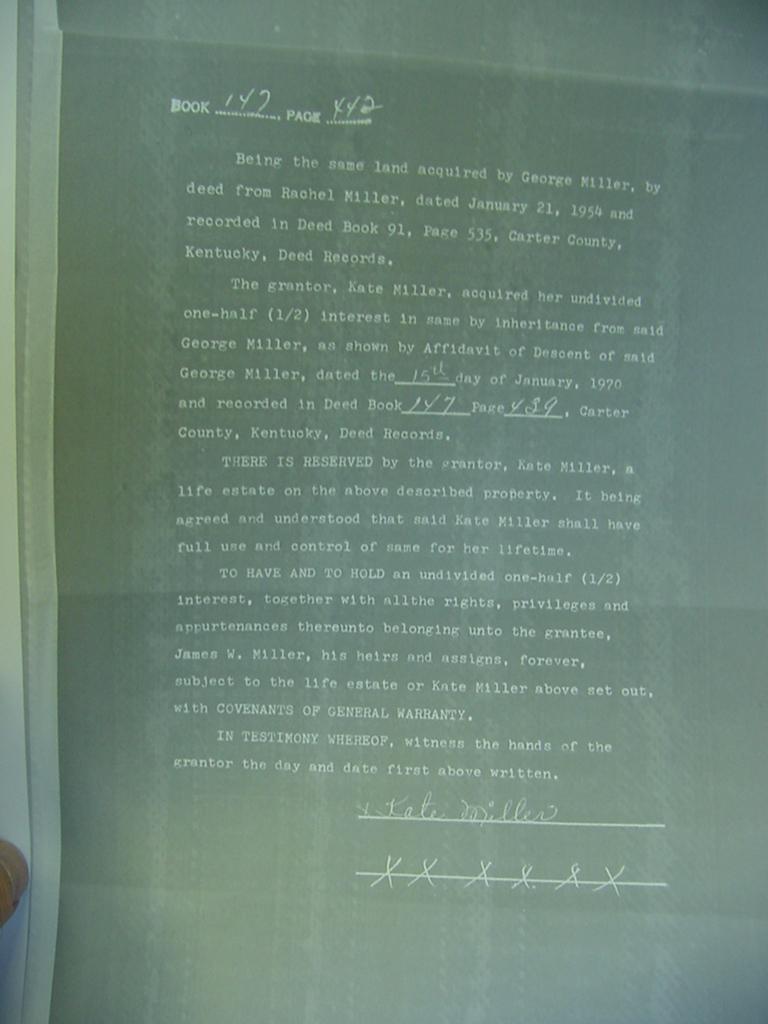 BOOK 147, PAGE 442
Being the same land acquired by George Miller, by
deed from Rachel Miller, dated January 21, 1954 and
recorded in Deed Book 91, Page 535, Carter County,
Kentucky, Deed Records.
The grantor, Kate Miller, acquired her undivided
one-half (1/2) interest in same by inheritance from said
George Miller, as shown by Affidavit of Descent of said
George Miller, dated the 15th day of January, 1970
and recorded in Deed Book 147 Page 439, Carter
County, Kentucky, Deed Records.
THERE IS RESERVED by the grantor, Kate Miller, a
life estate on the above described property. It being
agreed and understood that said Kate Miller shall have
full use and control of same for her lifetime.
TO HAVE AND TO HOLD an undivided one-half (1/2)
interest, together with allthe rights, privileges and
appurtenances thereunto belonging unto the grantee,
James W. Miller, his heirs and assigns, forever,
subject to the life estate or Kate Miller above set out,
with COVENANTS OF GENERAL WARRANTY.
IN TESTIMONY WHEREOF, witness the hands of the
grantor the day and date first above written.
x Kate Miller
X X X X X X